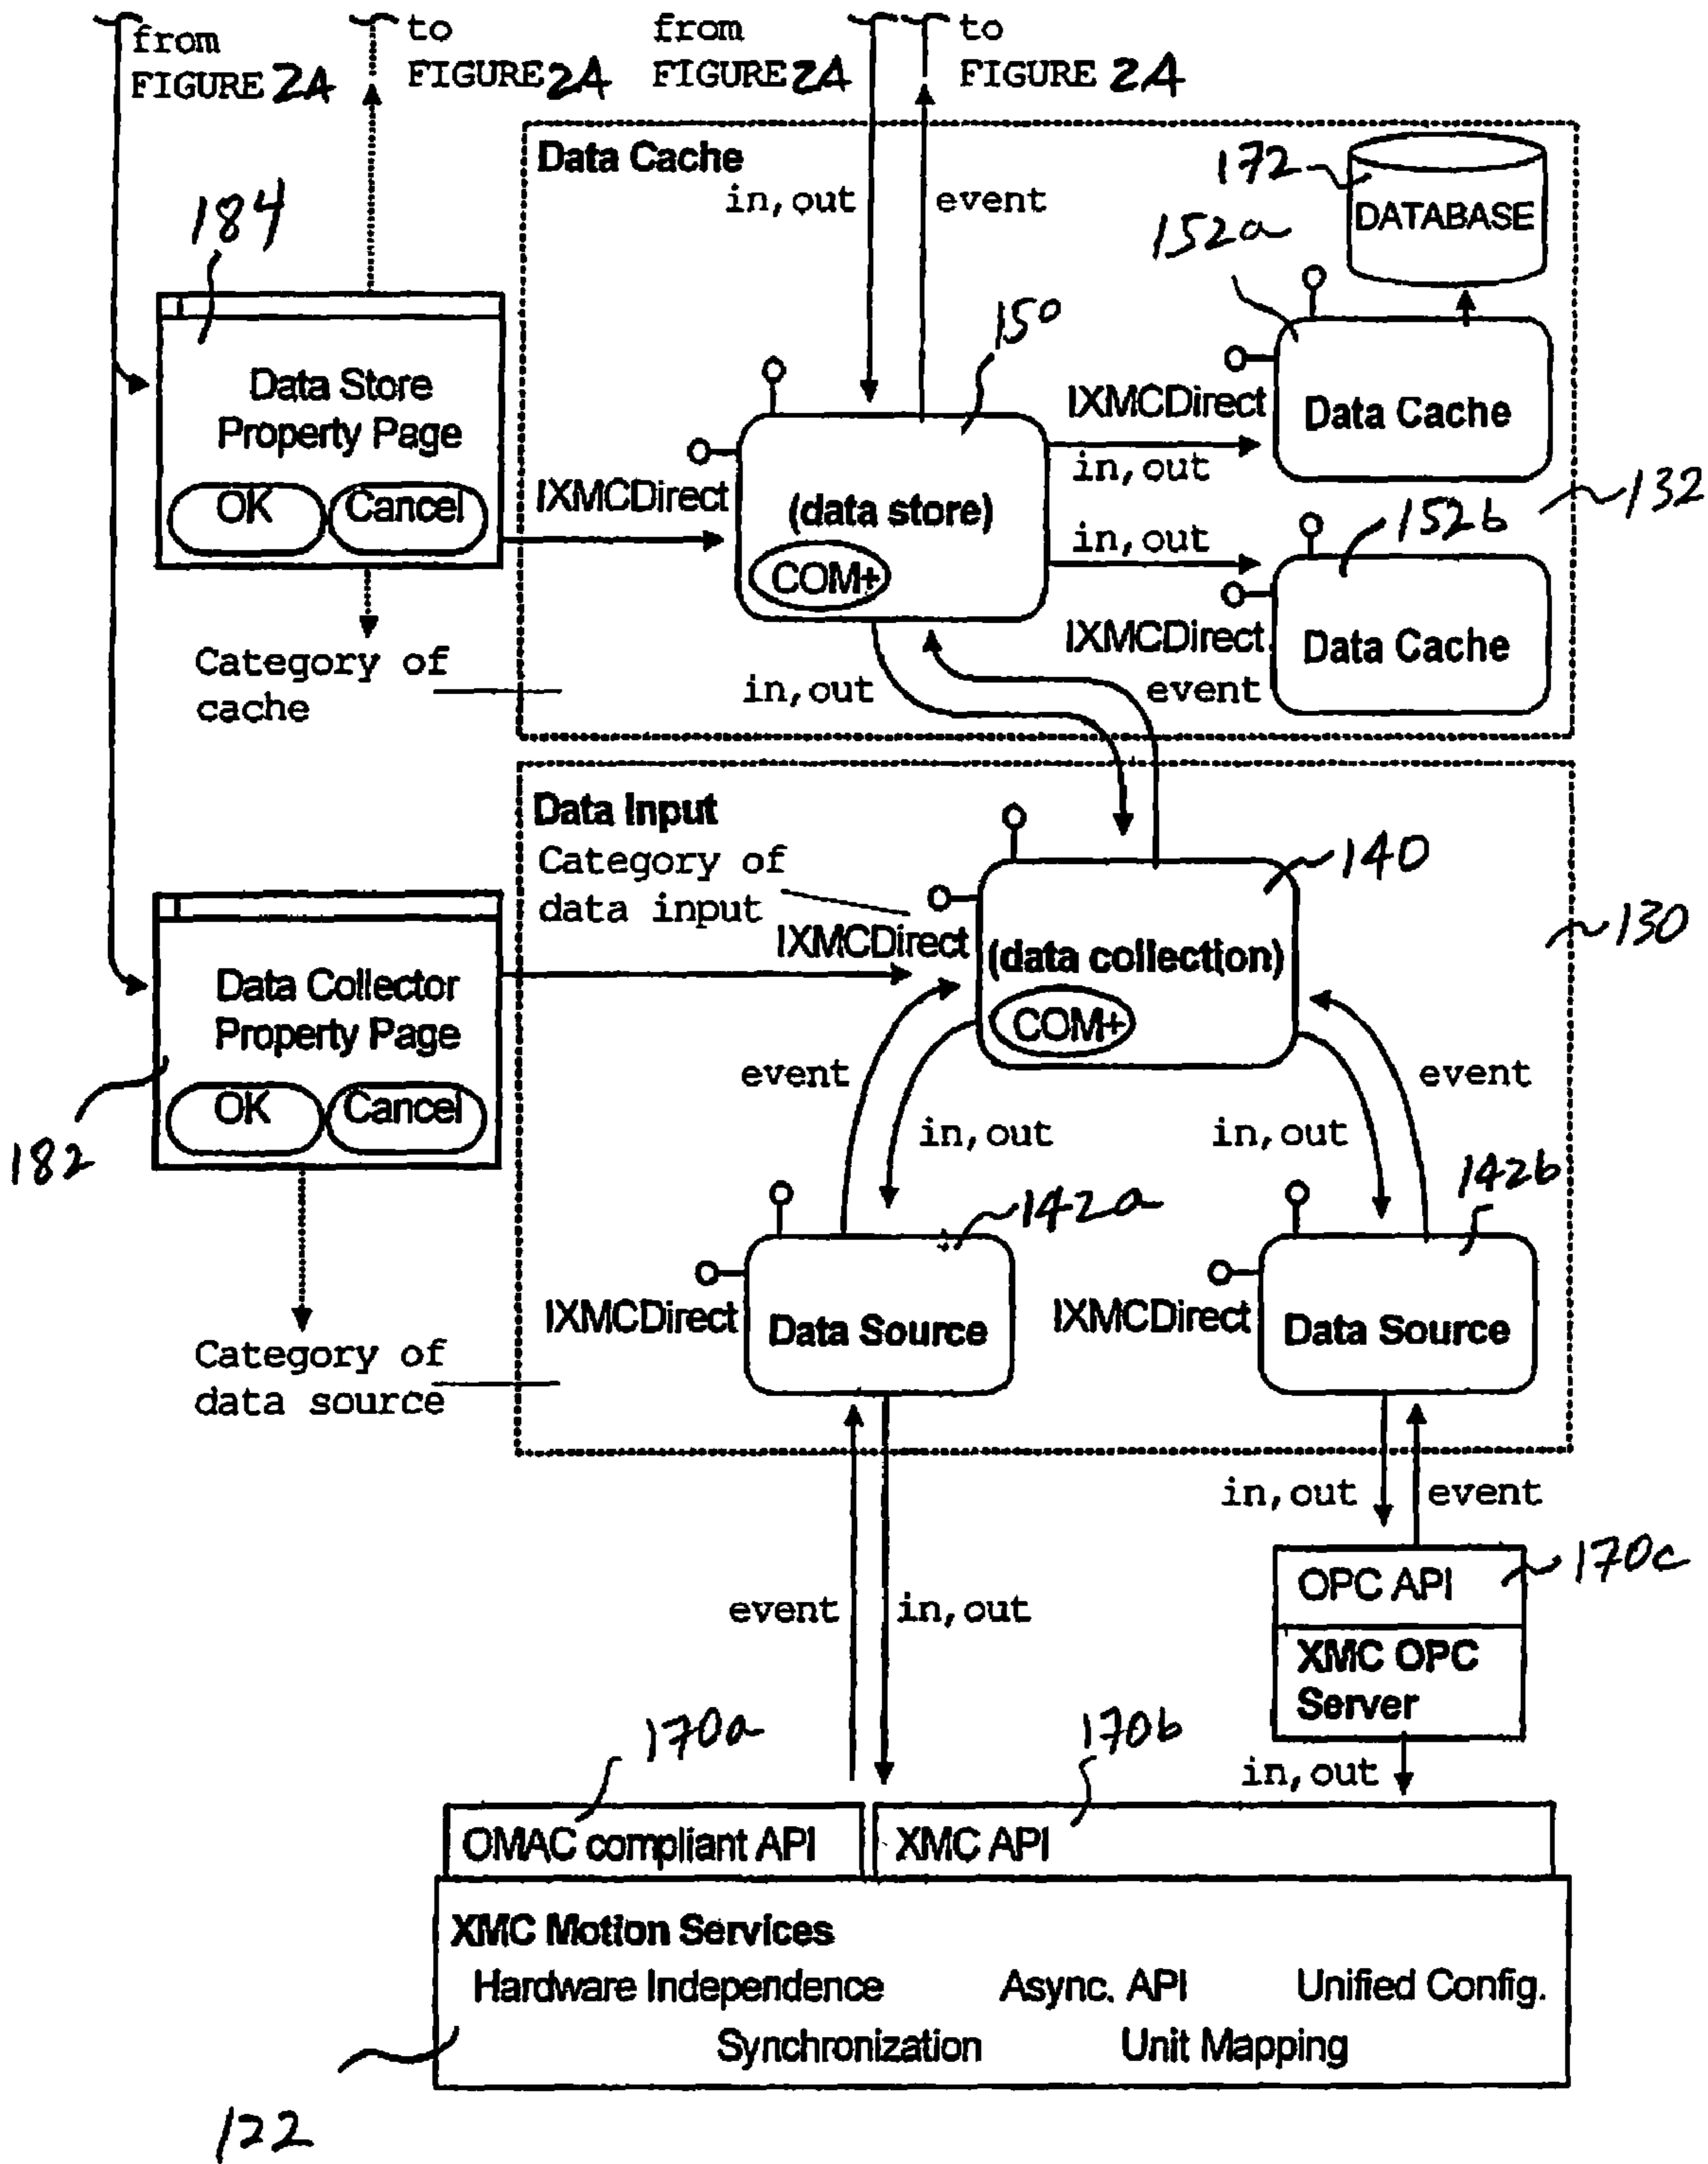 from
FIGURE 2A
to
FIGURE 2A
from
FIGURE 2A
to
FIGURE 2A
Data Cache
in,out
event
172
DATABASE
152a
184
150
Data Store
Property Page
OK
Cancel
IXMCDirect
(data store)
COM+
IXMCDirect
in,out
Data Cache
132
in,out
152b
IXMCDirect
Data Cache
Category of
cache
in,out
event
Data Input
Category of
data input
140
130
IXMCDirect
(data collection)
COM+
Data Collector
Property Page
OK
Cancel
182
event
in,out
in,out
event
142a
142b
IXMCDirect
Data Source
IXMCDirect
Data Source
Category of
data source
in,out
event
170c
OPC API
XMC OPC
Server
event
in,out
170a
170b
in,out
OMAC compliant API
XMC API
XMC Motion Services
Hardware Independence
Async. API
Unified Config.
Synchronization
Unit Mapping
122